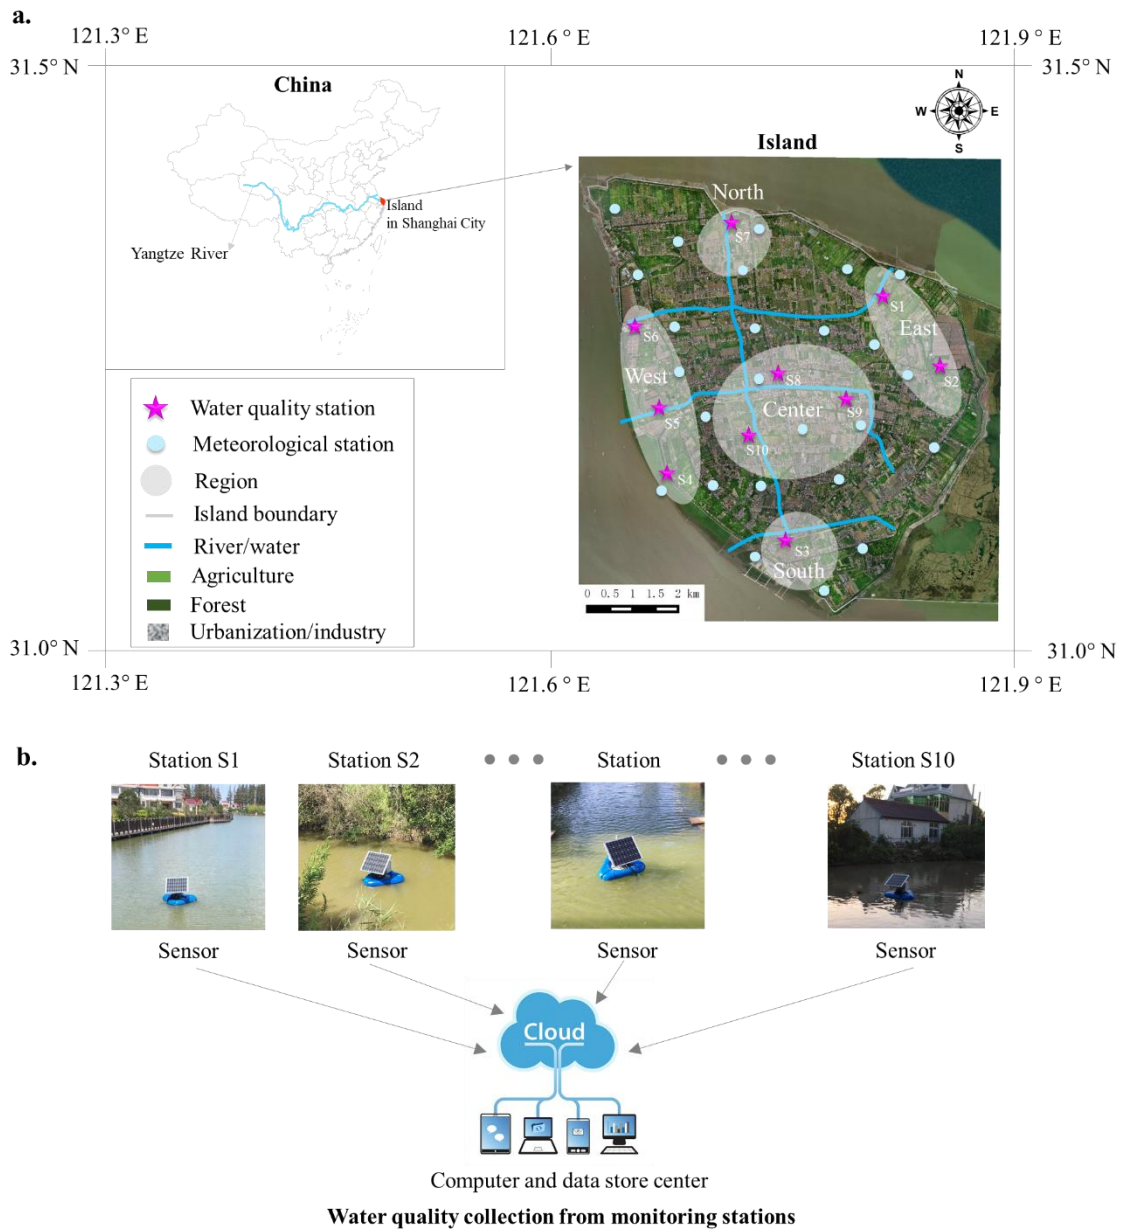 a.
121.3° E
121.6° E
121.9° E
31.5° N
31.5° N
China
Island
in Shanghai City
Yangtze River
N
W
E
S
Island
North
S7
S1
East
S2
S6
West
S5
S4
S8
Center
S9
S10
S3
South
0 0.5 1 1.5 2 km
Water quality station
Meteorological station
Region
Island boundary
River/water
Agriculture
Forest
Urbanization/industry
31.0° N
31.0° N
121.3° E
121.6° E
121.9° E
b.
Station S1
Station S2
• • •
Station
• • •
Station S10
Sensor
Sensor
Sensor
Sensor
Cloud
Computer and data store center
Water quality collection from monitoring stations